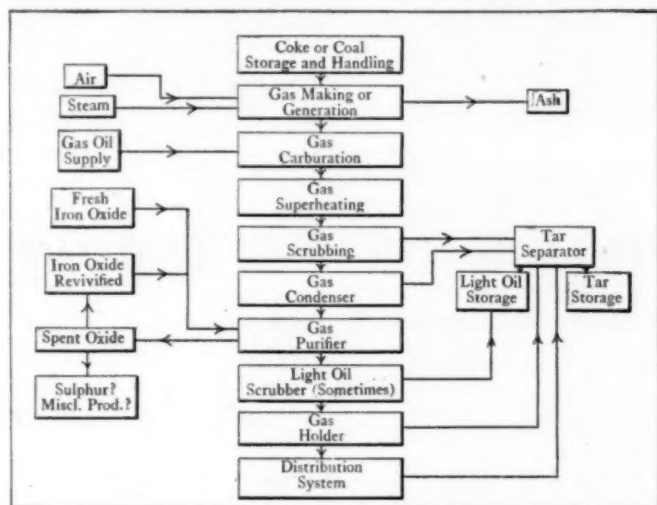 Coke or Coal
Storage and Handling
Air
Steam
Gas Making or
Generation
Ash
Gas Oil
Supply
Gas
Carburation
Gas
Superheating
Fresh
Iron Oxide
Gas
Scrubbing
Tar
Separator
Iron Oxide
Revivified
Gas
Condenser
Light Oil
Storage
Tar
Storage
Spent Oxide
Gas
Purifier
Sulphur?
Miscl. Prod.?
Light Oil
Scrubber (Sometimes)
Gas
Holder
Distribution
System